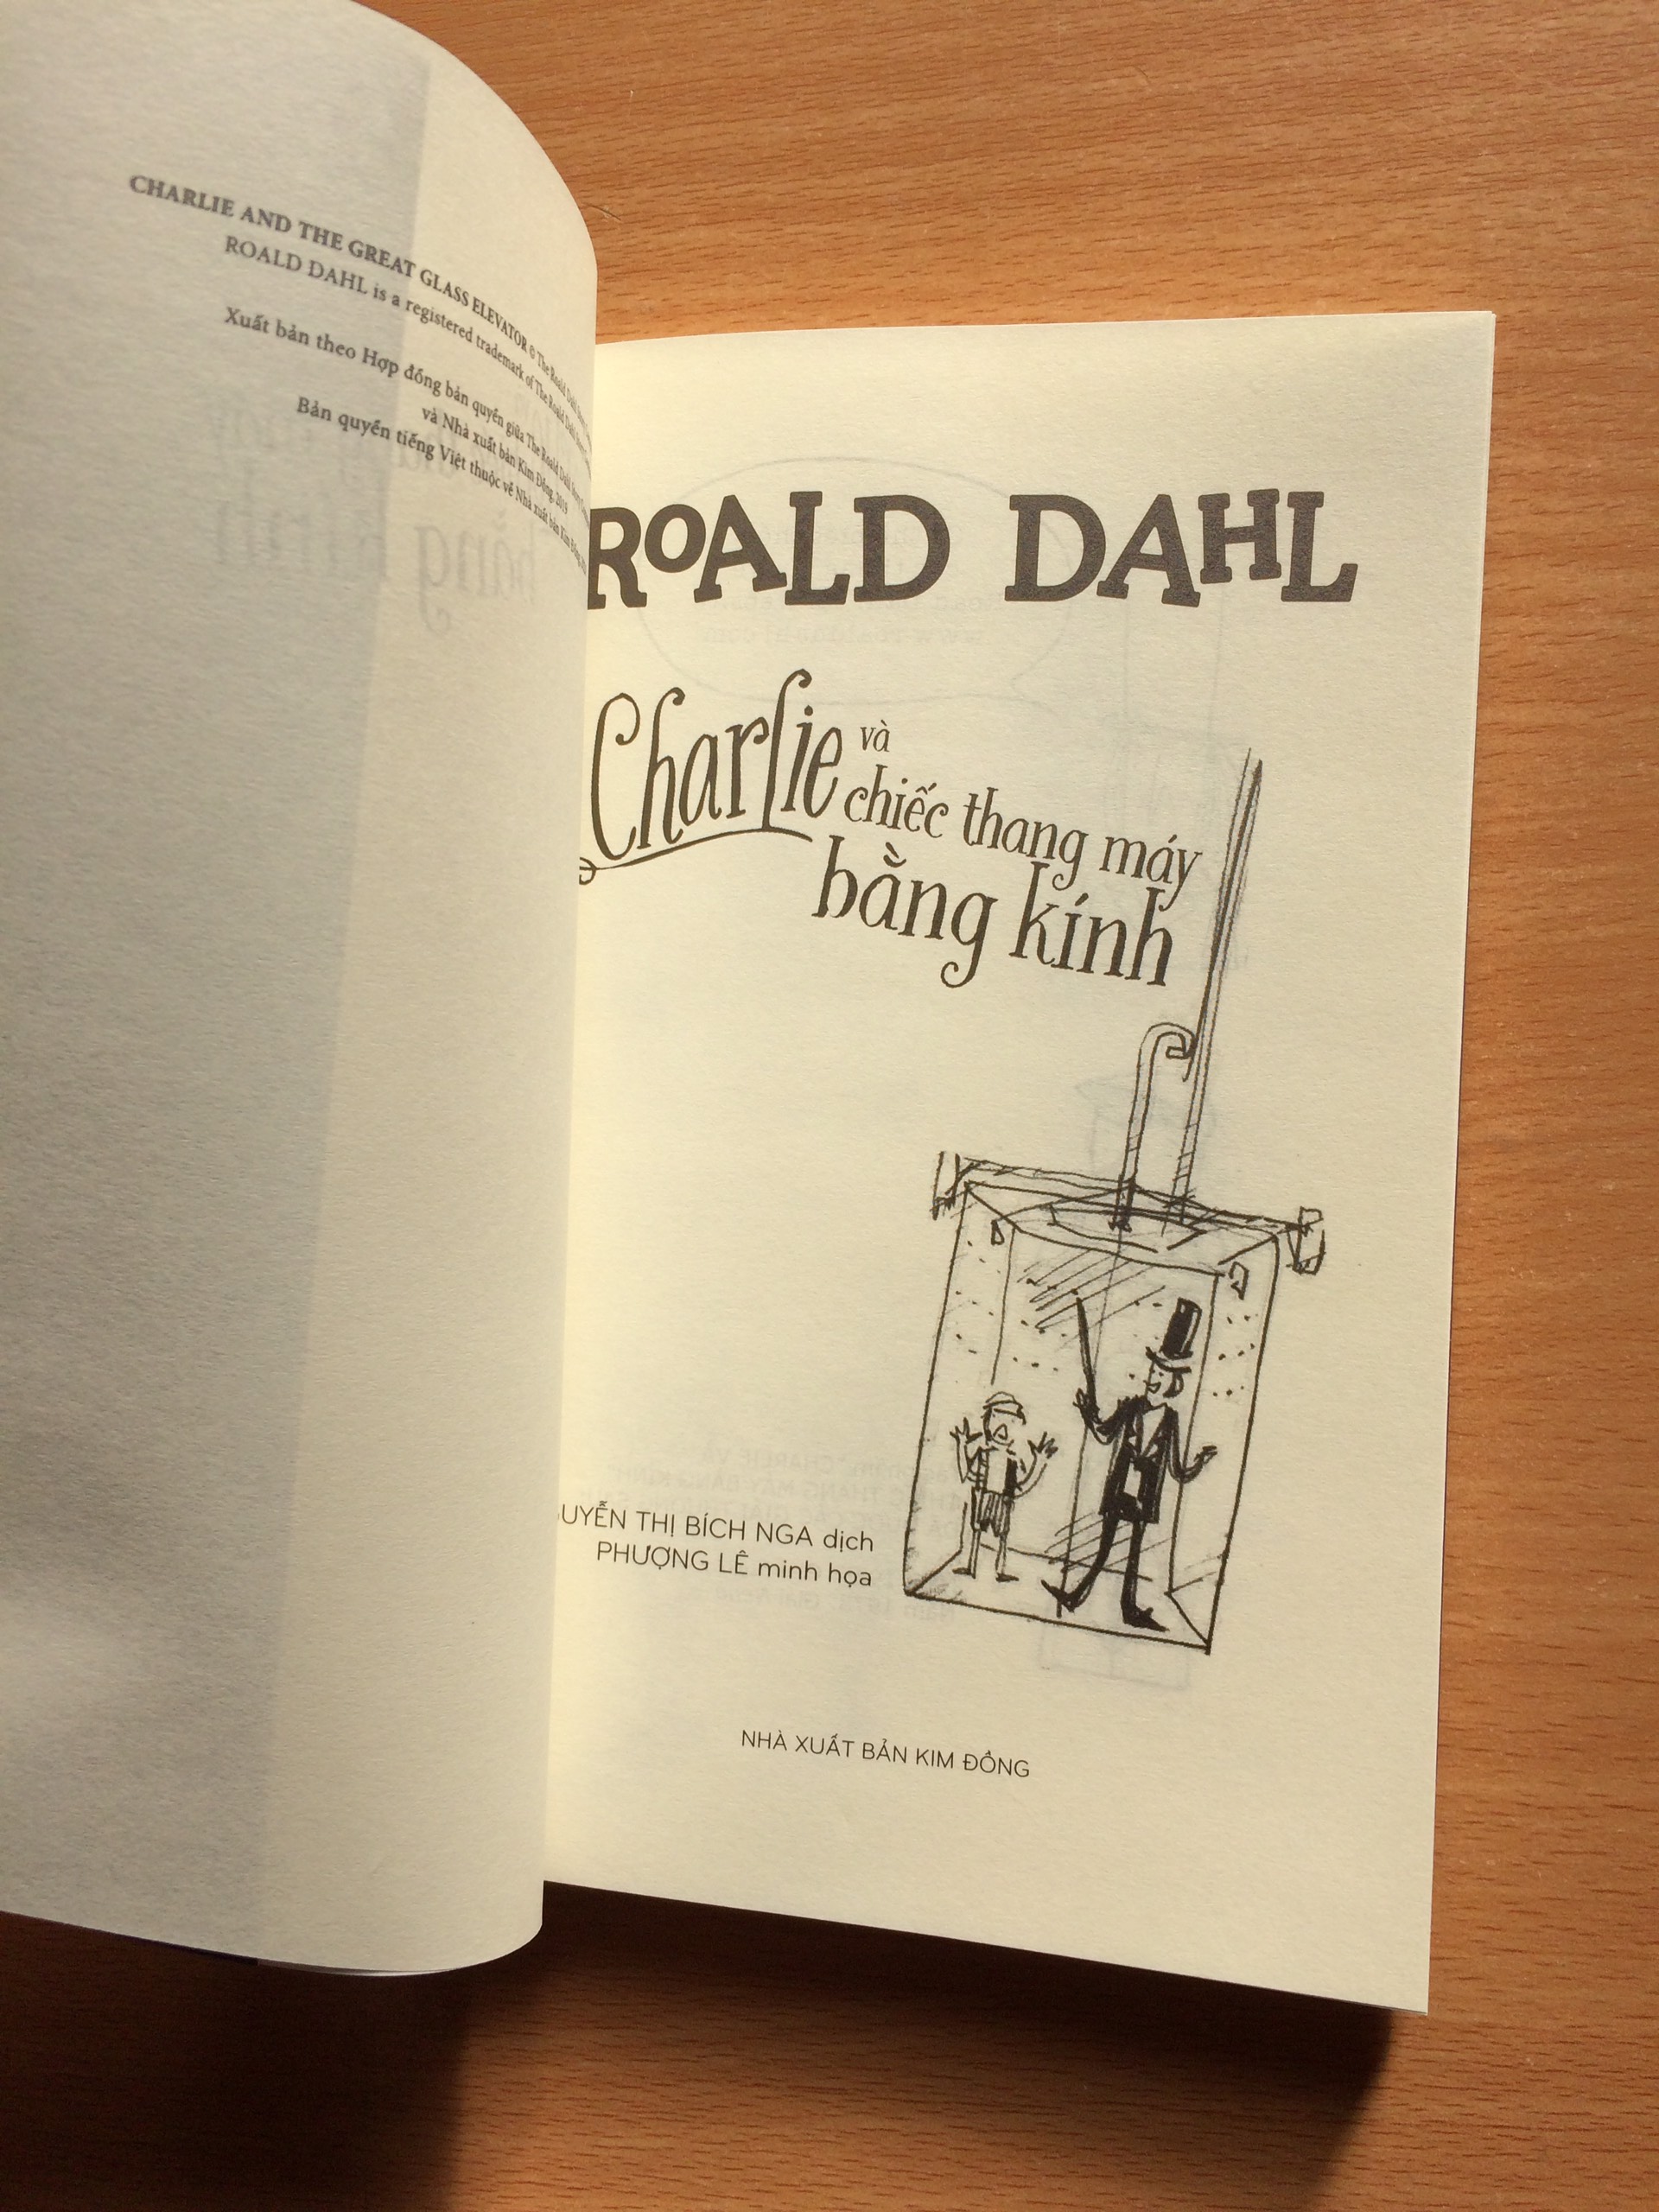 CHARLIE AND THE GREAT GLASS ELEVATOR © The Roald Dahl
ROALD DAHL is a registered trademark of The Roald Dahl
Xuất bản theo Hợp đồng bản quyền giữa The Roald Dahl
và Nhà xuất bản Kim Đồng, 2019
Bản quyền tiếng Việt thuộc về Nhà xuất bản Kim Đồng
ROALD DAHL
Charlie và
chiếc thang máy
bằng kính
UYỄN THỊ BÍCH NGA dịch
PHƯỢNG LÊ minh họa
NHÀ XUẤT BẢN KIM ĐỒNG